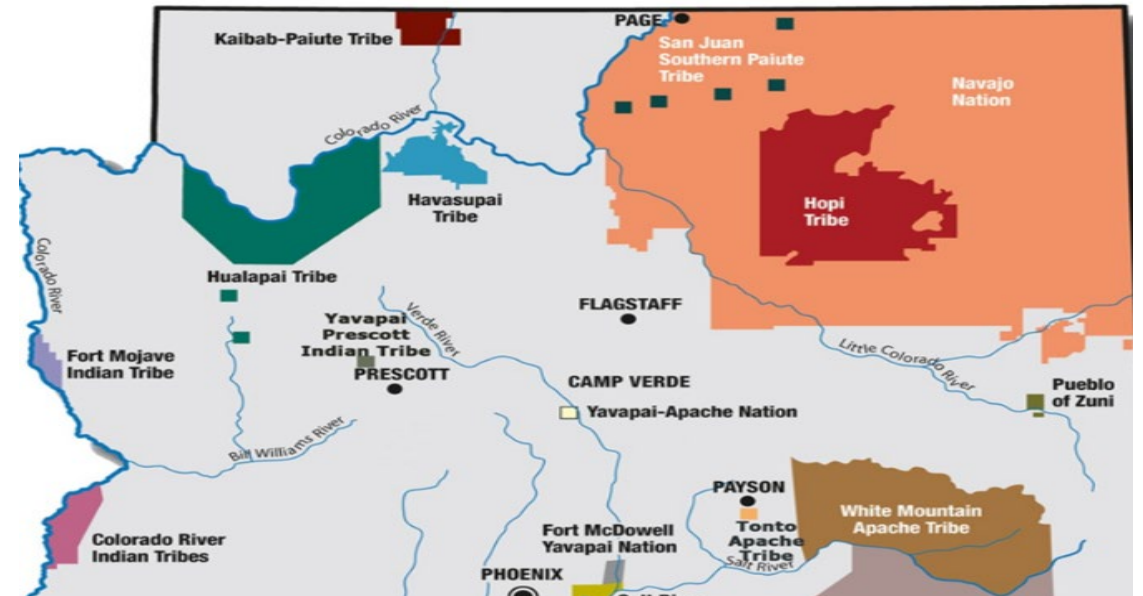 PAGE
Kaibab-Paiute Tribe
San Juan
Southern Paiute
Tribe
Navajo
Nation
Colorado River
Havasupai
Tribe
Hopi
Tribe
Colorado River
Hualapai Tribe
FLAGSTAFF
Verde River
Yavapai
Prescott
Indian Tribe
PRESCOTT
Fort Mojave
Indian Tribe
Little Colorado River
CAMP VERDE
Yavapai-Apache Nation
Pueblo
of Zuni
Bill Williams River
PAYSON
White Mountain
Apache Tribe
Tonto
Apache
Tribe
Fort McDowell
Yavapai Nation
Colorado River
Indian Tribes
Salt River
PHOENIX